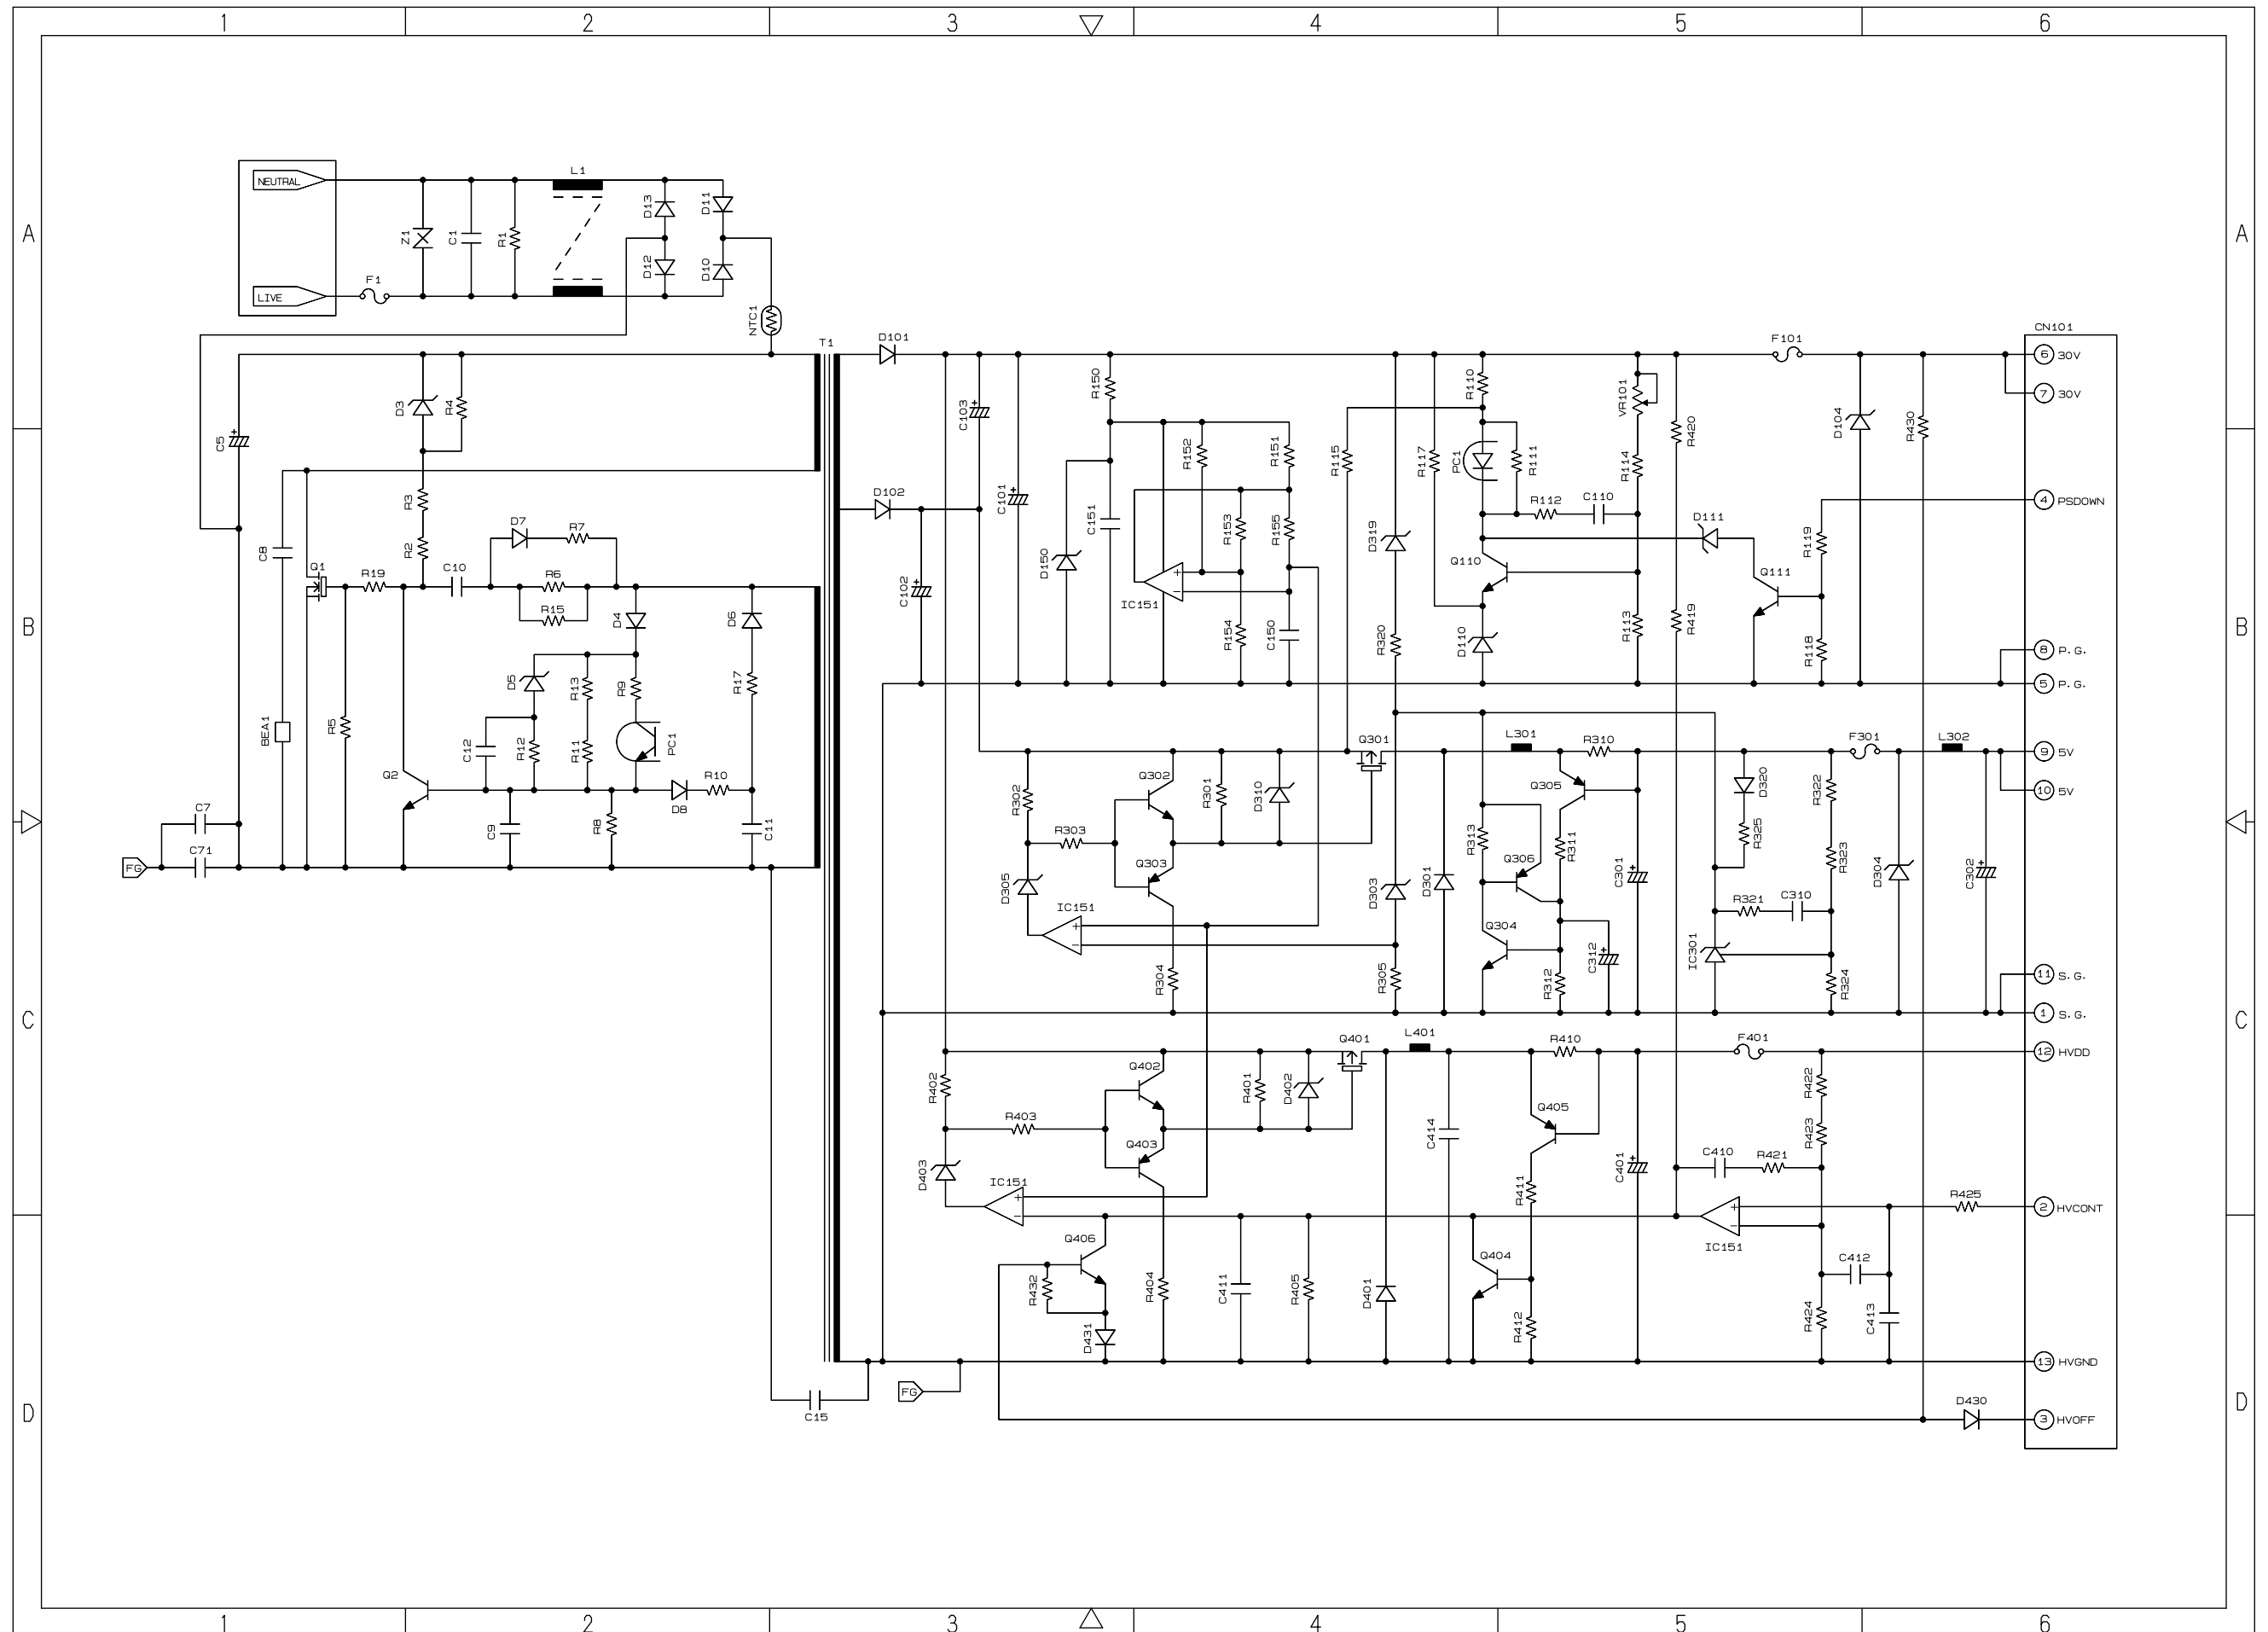 1 2 3 4 5 6
A A
B B
C C
D D
NEUTRAL
LIVE
F1
Z1
C1
R1
L1
D13
D11
D12
D10
NTC1
T1
D3
R4
C5
R3
R2
C8
Q1
R19
C10
D7
R7
R6
R15
D4
D6
D5
R13
R9
R17
BEA1
R5
C12
R12
R11
PC1
Q2
D8
R10
C7
C71
FG
C9
R8
C11
C15
FG
D101
D102
C103
C101
C102
R150
R152
R151
C151
R153
R155
D150
+
−
IC151
R154
C150
R115
D319
R320
R117
R110
PC1
R111
R112
C110
Q110
D110
VR101
R114
R113
R420
R419
F101
D111
Q111
R119
R118
D104
R430
CN101
6 30V
7 30V
4 PSDOWN
8 P.G.
5 P.G.
9 5V
10 5V
11 S.G.
1 S.G.
12 HVDD
2 HVCONT
13 HVGND
3 HVOFF
R302
R303
D305
Q302
Q303
R301
D310
Q301
IC151
+
−
R304
D303
R305
D301
L301
R310
Q305
R313
Q306
R311
Q304
R312
C312
C301
D320
R325
R322
R323
R321
C310
IC301
R324
F301
L302
D304
C302
R402
R403
D403
Q402
Q403
R401
D402
Q401
L401
R410
F401
IC151
+
−
Q406
R432
D431
R404
C411
R405
D401
C414
Q405
R411
Q404
R412
C401
R422
R423
C410
R421
+
−
IC151
R425
C412
R424
C413
D430
1 2 3 4 5 6